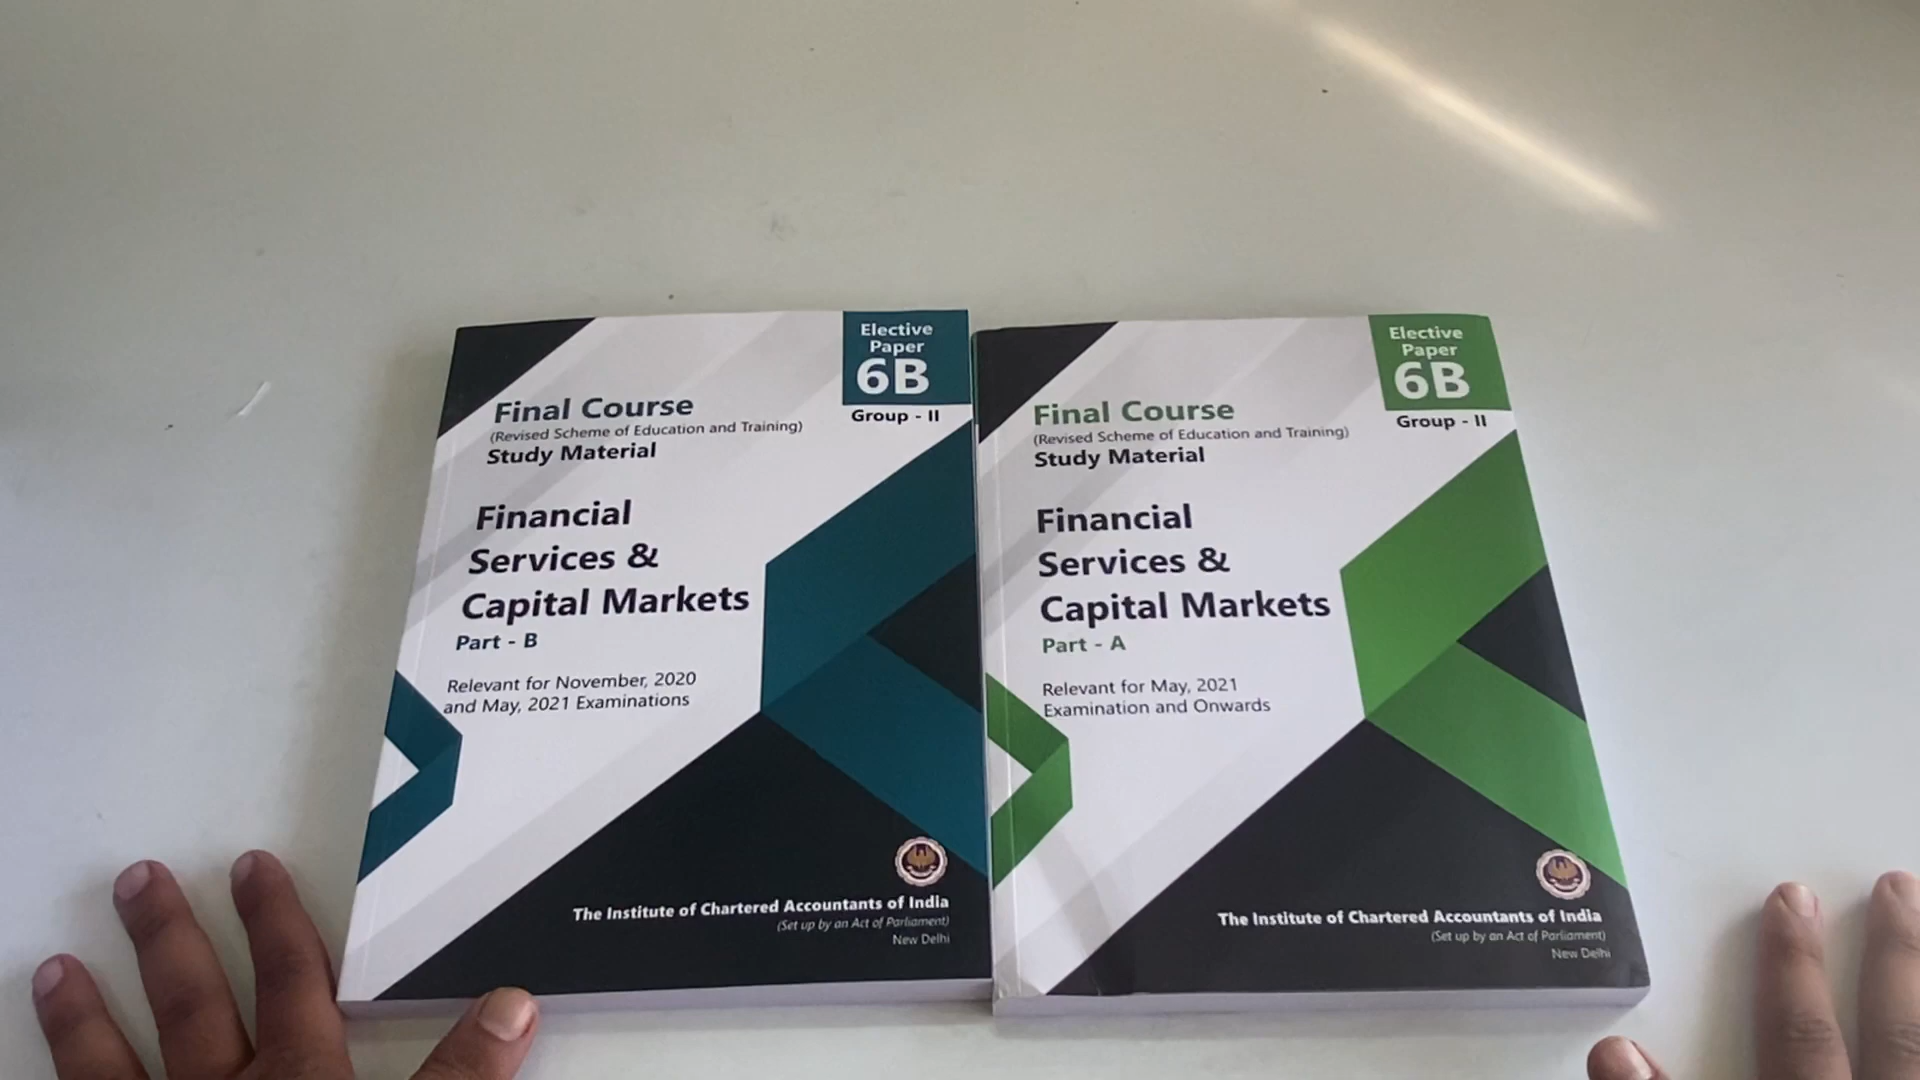 Elective
Paper
6B
Group - II
Final Course
(Revised Scheme of Education and Training)
Study Material
Financial
Services &
Capital Markets
Part - B
Relevant for November, 2020
and May, 2021 Examinations
The Institute of Chartered Accountants of India
(Set up by an Act of Parliament)
New Delhi
Elective
Paper
6B
Group - II
Final Course
(Revised Scheme of Education and Training)
Study Material
Financial
Services &
Capital Markets
Part - A
Relevant for May, 2021
Examination and Onwards
The Institute of Chartered Accountants of India
(Set up by an Act of Parliament)
New Delhi